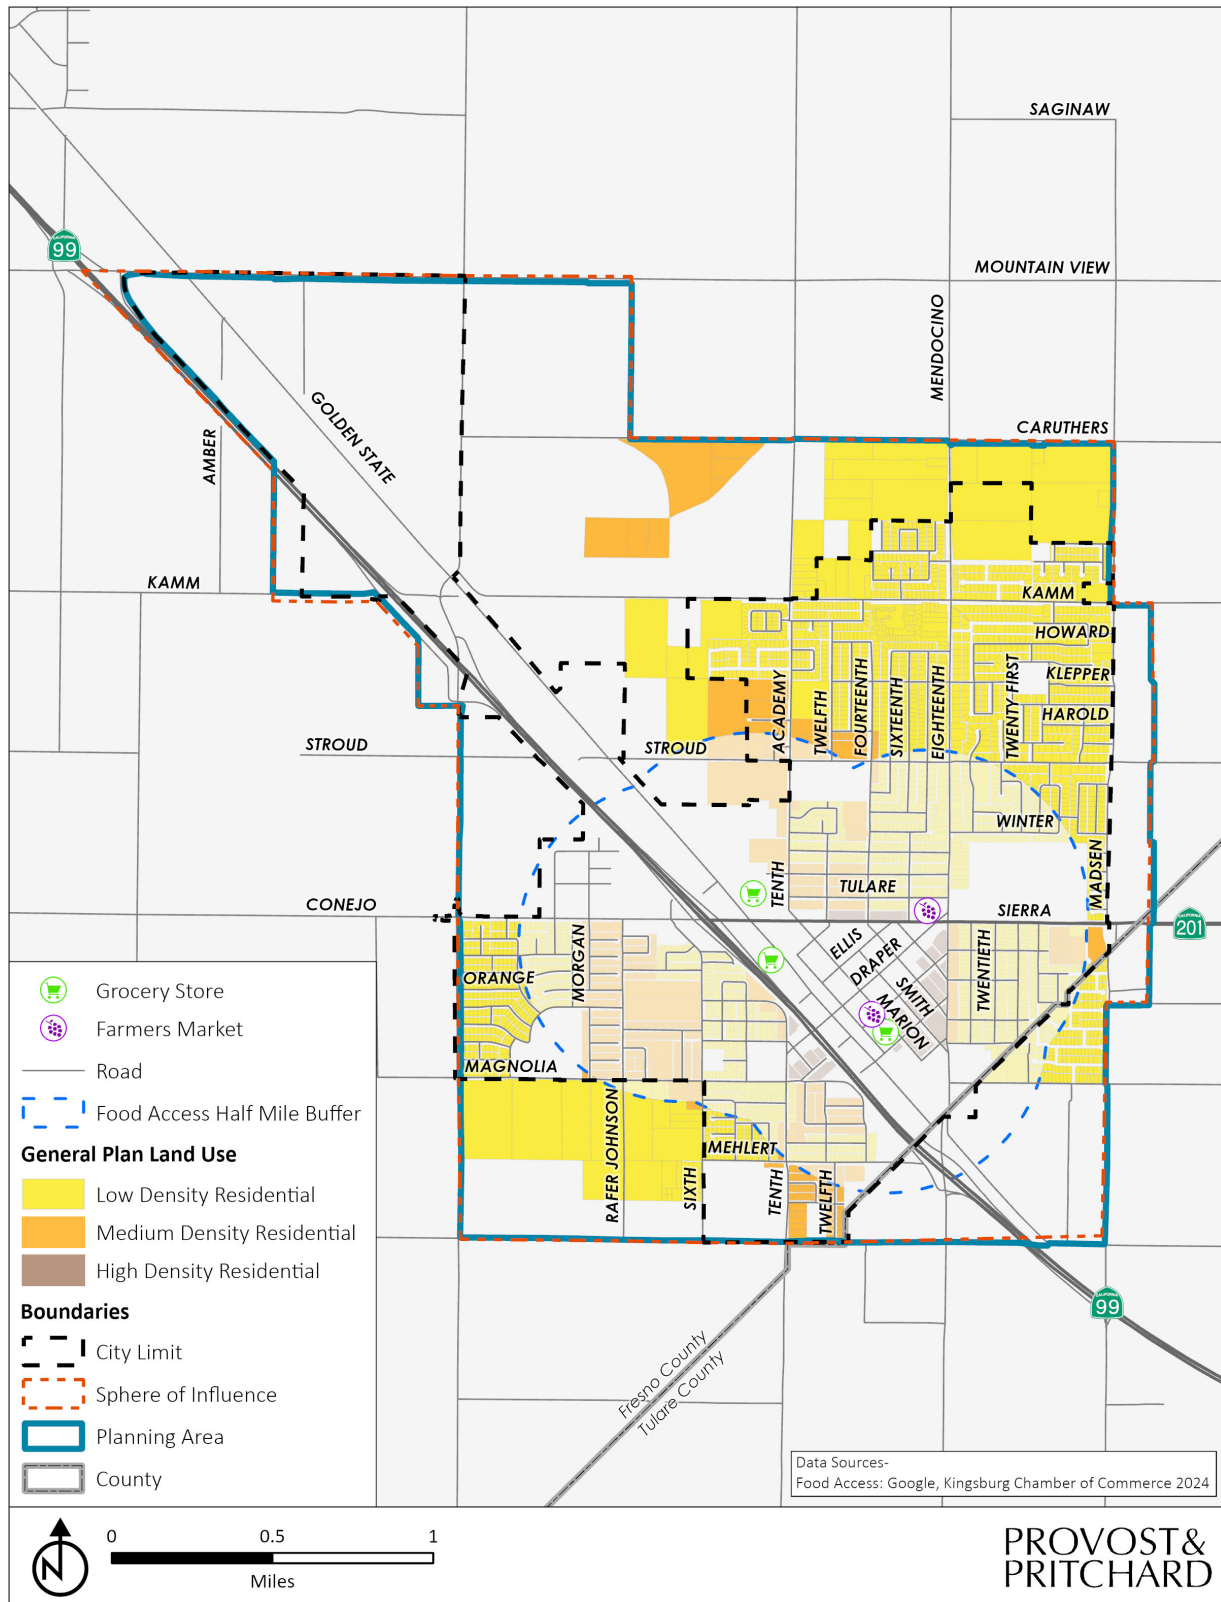 SAGINAW
99
CALIFORNIA
MOUNTAIN VIEW
MENDOCINO
GOLDEN STATE
CARUTHERS
AMBER
KAMM
KAMM
HOWARD
KLEPPER
HAROLD
ACADEMY
TWELFTH
FOURTEENTH
SIXTEENTH
EIGHTEENTH
TWENTY FIRST
STROUD
STROUD
WINTER
MADSEN
TENTH
TULARE
CONEJO
SIERRA
CALIFORNIA
201
ELLIS
DRAPER
SMITH
MARION
TWENTIETH
MORGAN
ORANGE
MAGNOLIA
RAFER JOHNSON
SIXTH
MEHLERT
TENTH
TWELFTH
CALIFORNIA
99
Fresno County
Tulare County
Grocery Store
Farmers Market
Road
Food Access Half Mile Buffer
General Plan Land Use
Low Density Residential
Medium Density Residential
High Density Residential
Boundaries
City Limit
Sphere of Influence
Planning Area
County
Data Sources-
Food Access: Google, Kingsburg Chamber of Commerce 2024
N
0 0.5 1
Miles
PROVOST&
PRITCHARD